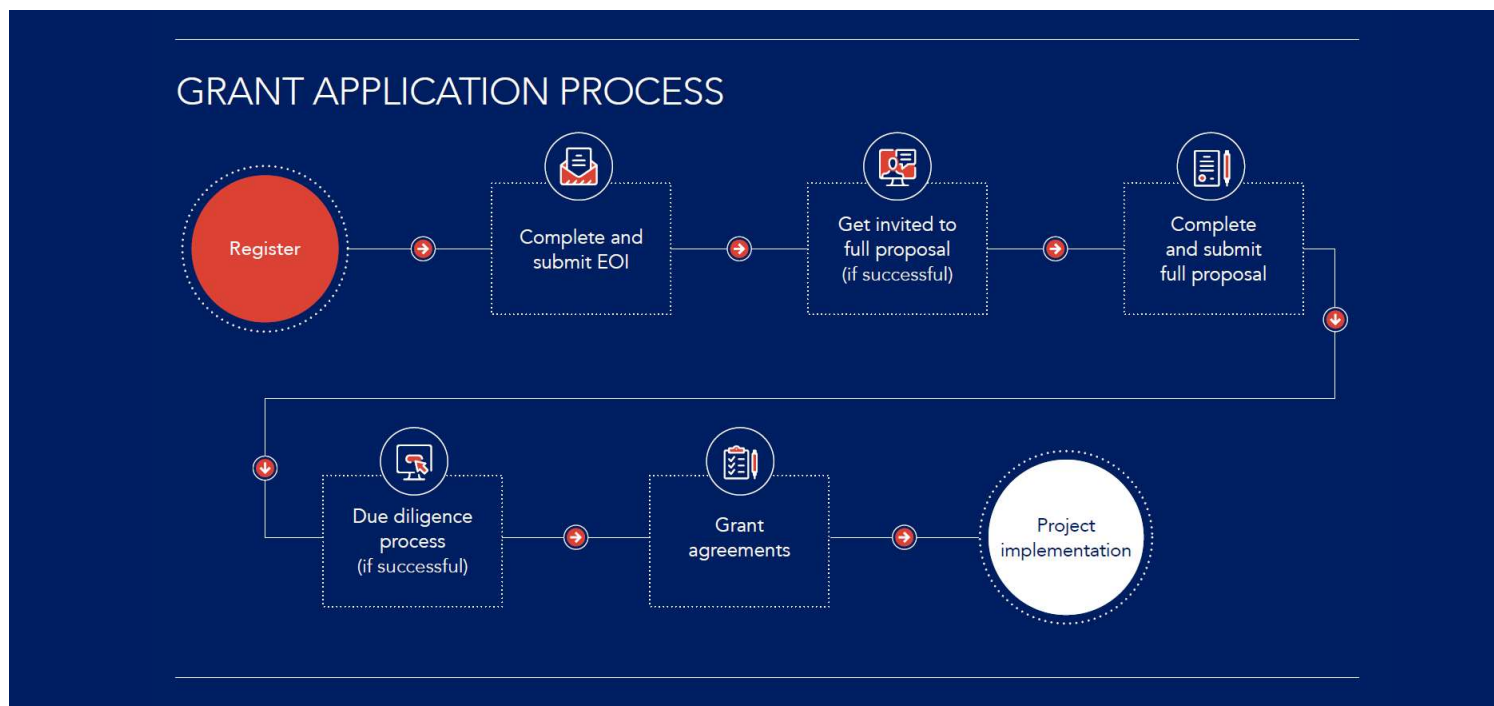 GRANT APPLICATION PROCESS
Register
Complete and
submit EOI
Get invited to
full proposal
(if successful)
Complete
and submit
full proposal
Due diligence
process
(if successful)
Grant
agreements
Project
implementation